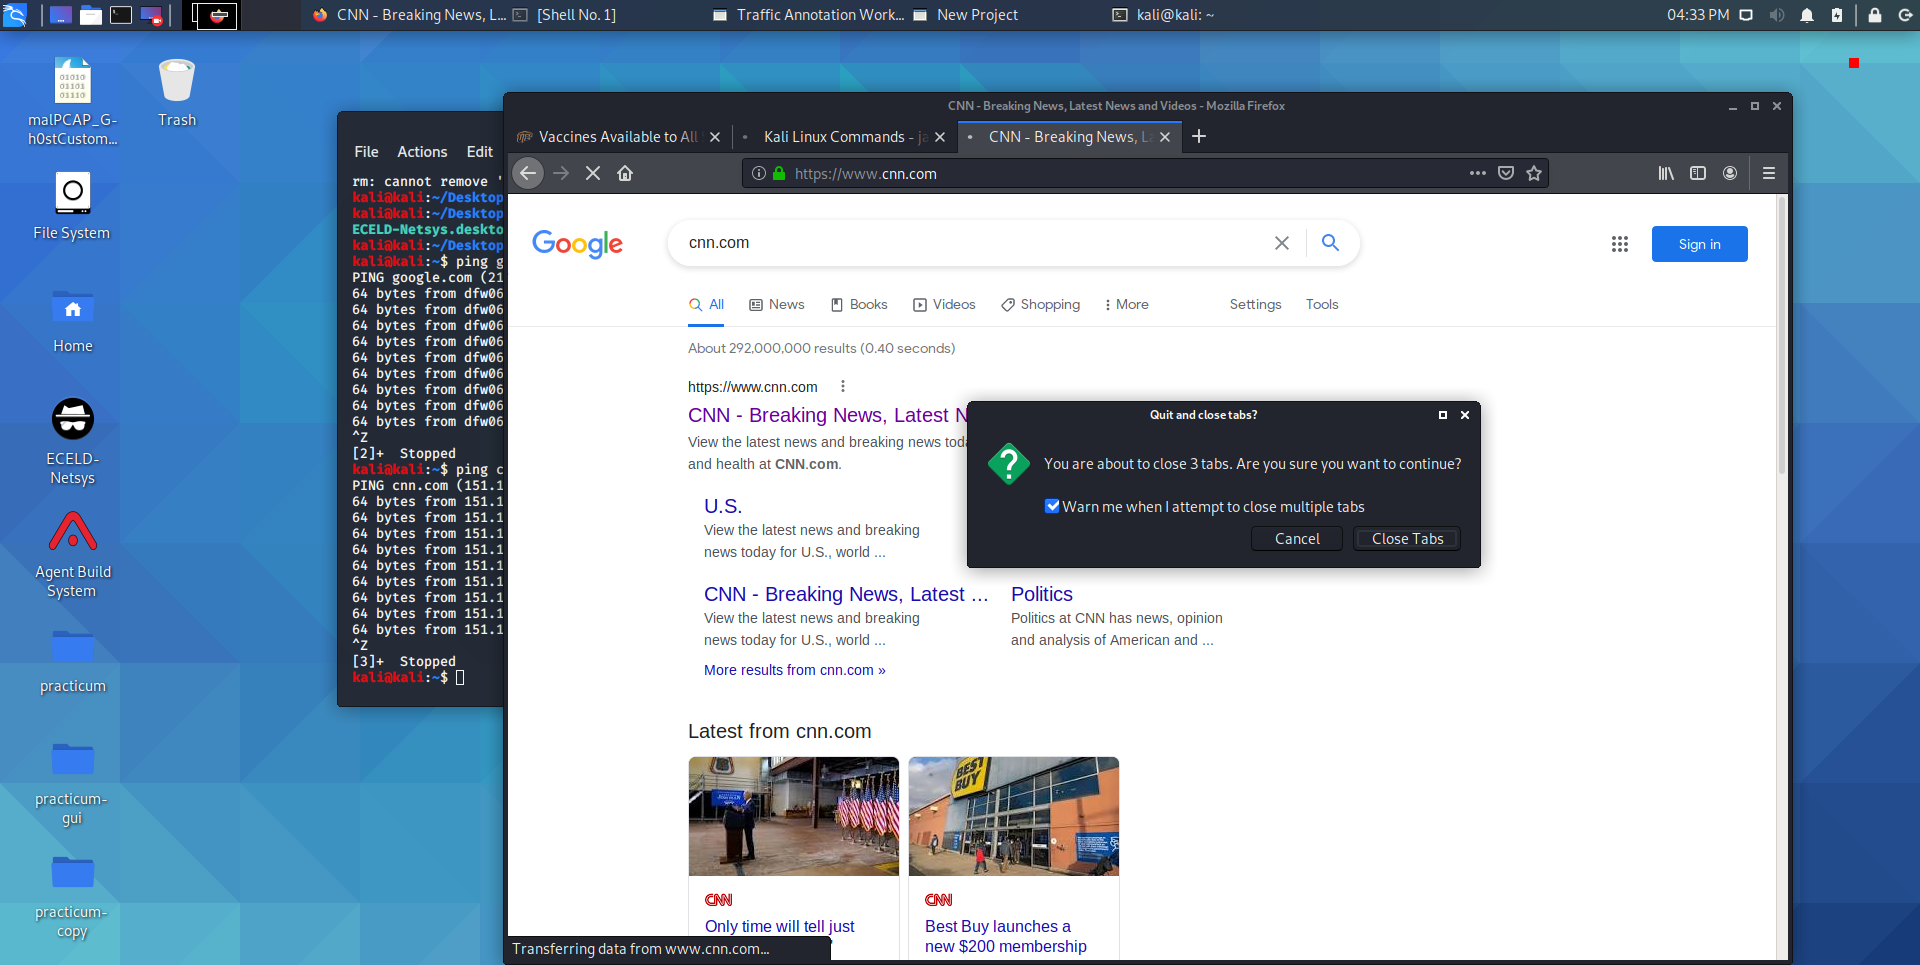 CNN - Breaking News, L...
[Shell No. 1]
Traffic Annotation Work...
New Project
kali@kali: ~
04:33 PM
malPCAP_G-
h0stCustom...
Trash
File System
Home
ECELD-
Netsys
Agent Build
System
practicum
practicum-
gui
practicum-
copy
File Actions Edit
rm: cannot remove '
kali@kali:~/Desktop
kali@kali:~/Desktop
ECELD-Netsys.deskto
kali@kali:~/Desktop
kali@kali:~$ ping g
PING google.com (21
64 bytes from dfw06
64 bytes from dfw06
64 bytes from dfw06
64 bytes from dfw06
64 bytes from dfw06
64 bytes from dfw06
64 bytes from dfw06
64 bytes from dfw06
64 bytes from dfw06
^Z
[2]+ Stopped
kali@kali:~$ ping c
PING cnn.com (151.1
64 bytes from 151.1
64 bytes from 151.1
64 bytes from 151.1
64 bytes from 151.1
64 bytes from 151.1
64 bytes from 151.1
64 bytes from 151.1
64 bytes from 151.1
64 bytes from 151.1
^Z
[3]+ Stopped
kali@kali:~$
CNN - Breaking News, Latest News and Videos - Mozilla Firefox
Vaccines Available to All
Kali Linux Commands - ja
CNN - Breaking News, La
https://www.cnn.com
Google
cnn.com
Sign in
All News Books Videos Shopping More Settings Tools
About 292,000,000 results (0.40 seconds)
https://www.cnn.com
CNN - Breaking News, Latest N
View the latest news and breaking news toda
and health at CNN.com.
U.S.
View the latest news and breaking
news today for U.S., world ...
CNN - Breaking News, Latest ...
View the latest news and breaking
news today for U.S., world ...
Politics
Politics at CNN has news, opinion
and analysis of American and ...
More results from cnn.com »
Quit and close tabs?
You are about to close 3 tabs. Are you sure you want to continue?
Warn me when I attempt to close multiple tabs
Cancel
Close Tabs
Latest from cnn.com
BEST
BUY
CNN
Only time will tell just
CNN
Best Buy launches a
new $200 membership
Transferring data from www.cnn.com...